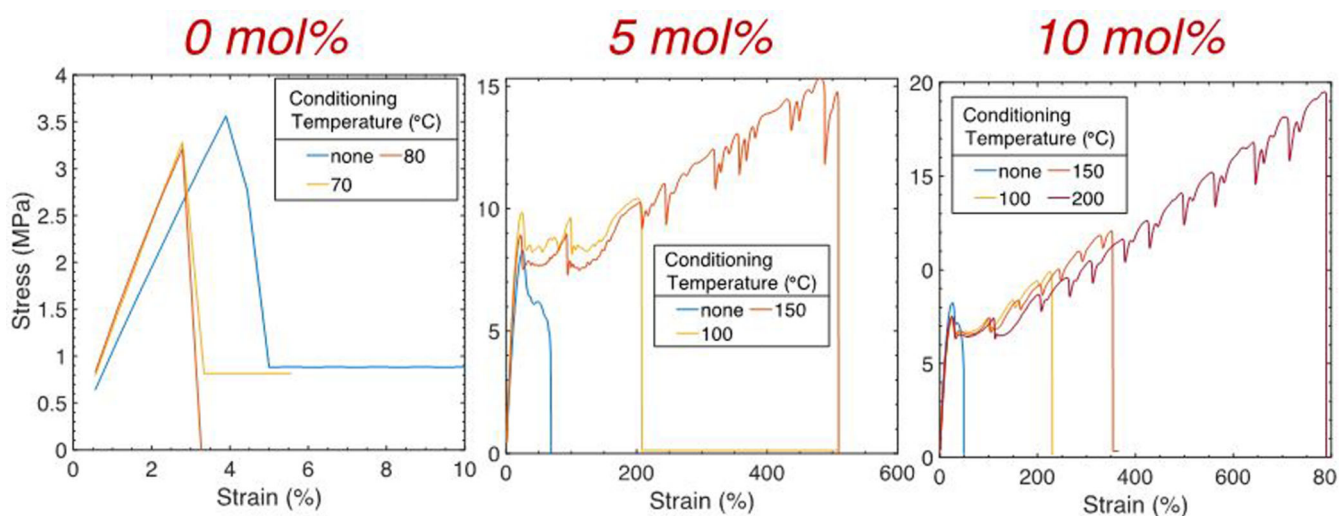 0 mol%
5 mol%
10 mol%
Stress (MPa)
4
3.5
3
2.5
2
1.5
1
0.5
0
Conditioning
Temperature (°C)
none 80
70
0 2 4 6 8 10
Strain (%)
15
10
5
0
Conditioning
Temperature (°C)
none 150
100
0 200 400 600
Strain (%)
20
15
0
5
0
Conditioning
Temperature (°C)
none 150
100 200
0 200 400 600 80
Strain (%)